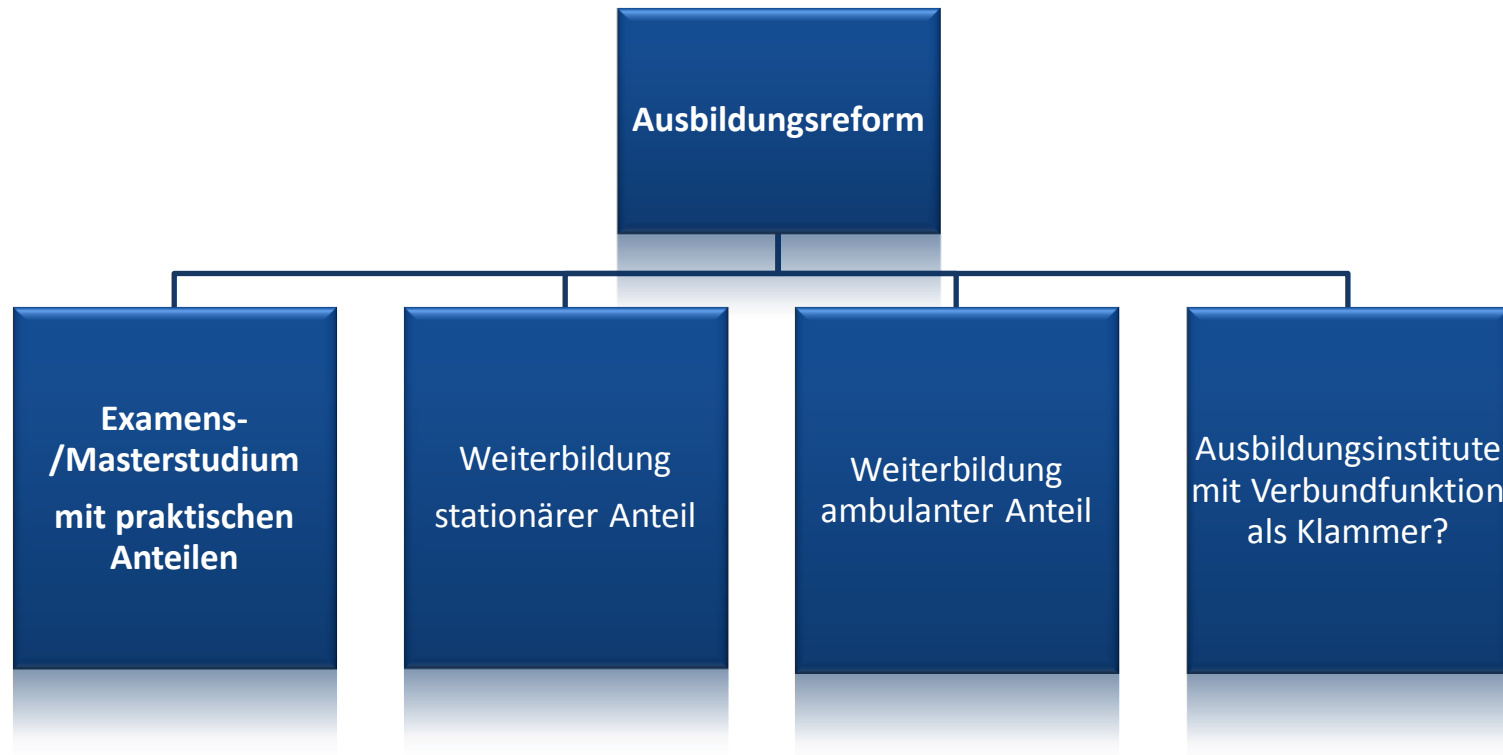 Ausbildungsreform
Examens-
/Masterstudium
mit praktischen
Anteilen
Weiterbildung
stationärer Anteil
Weiterbildung
ambulanter Anteil
Ausbildungsinstitute
mit Verbundfunktion
als Klammer?